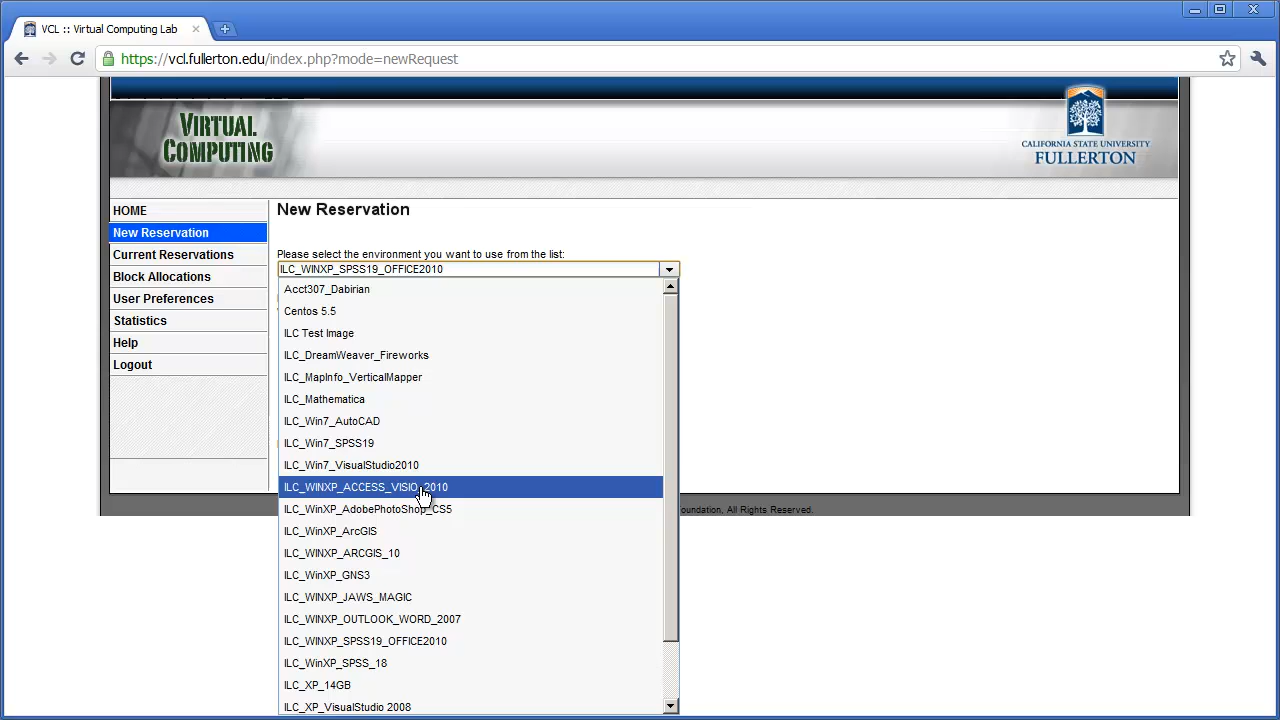 VCL :: Virtual Computing Lab
https://vcl.fullerton.edu/index.php?mode=newRequest
VIRTUAL
COMPUTING
CALIFORNIA STATE UNIVERSITY
FULLERTON
HOME
New Reservation
Current Reservations
Block Allocations
User Preferences
Statistics
Help
Logout
New Reservation
Please select the environment you want to use from the list:
ILC_WINXP_SPSS19_OFFICE2010
Acct307_Dabirian
Centos 5.5
ILC Test Image
ILC_DreamWeaver_Fireworks
ILC_MapInfo_VerticalMapper
ILC_Mathematica
ILC_Win7_AutoCAD
ILC_Win7_SPSS19
ILC_Win7_VisualStudio2010
ILC_WINXP_ACCESS_VISIO_2010
ILC_WinXP_AdobePhotoShop_CS5
ILC_WinXP_ArcGIS
ILC_WINXP_ARCGIS_10
ILC_WinXP_GNS3
ILC_WINXP_JAWS_MAGIC
ILC_WINXP_OUTLOOK_WORD_2007
ILC_WINXP_SPSS19_OFFICE2010
ILC_WinXP_SPSS_18
ILC_XP_14GB
ILC_XP_VisualStudio 2008
oundation, All Rights Reserved.